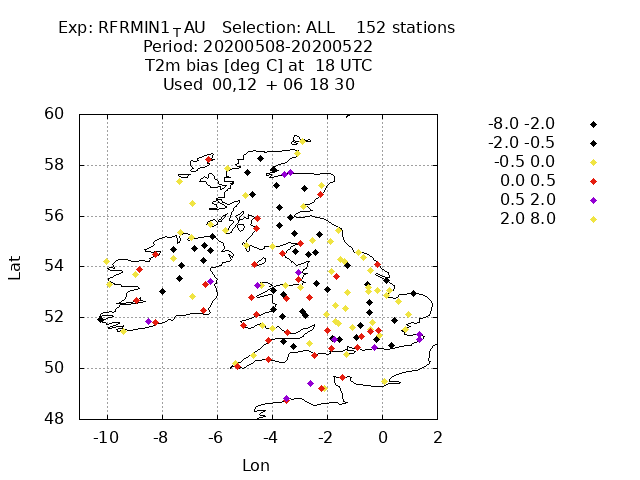 Exp: RFRMIN1TAU Selection: ALL 152 stations
Period: 20200508-20200522
T2m bias [deg C] at 18 UTC
Used 00,12 + 06 18 30
-8.0 -2.0
-2.0 -0.5
-0.5 0.0
0.0 0.5
0.5 2.0
2.0 8.0
60
58
56
54
52
50
48
Lat
-10 -8 -6 -4 -2 0 2
Lon